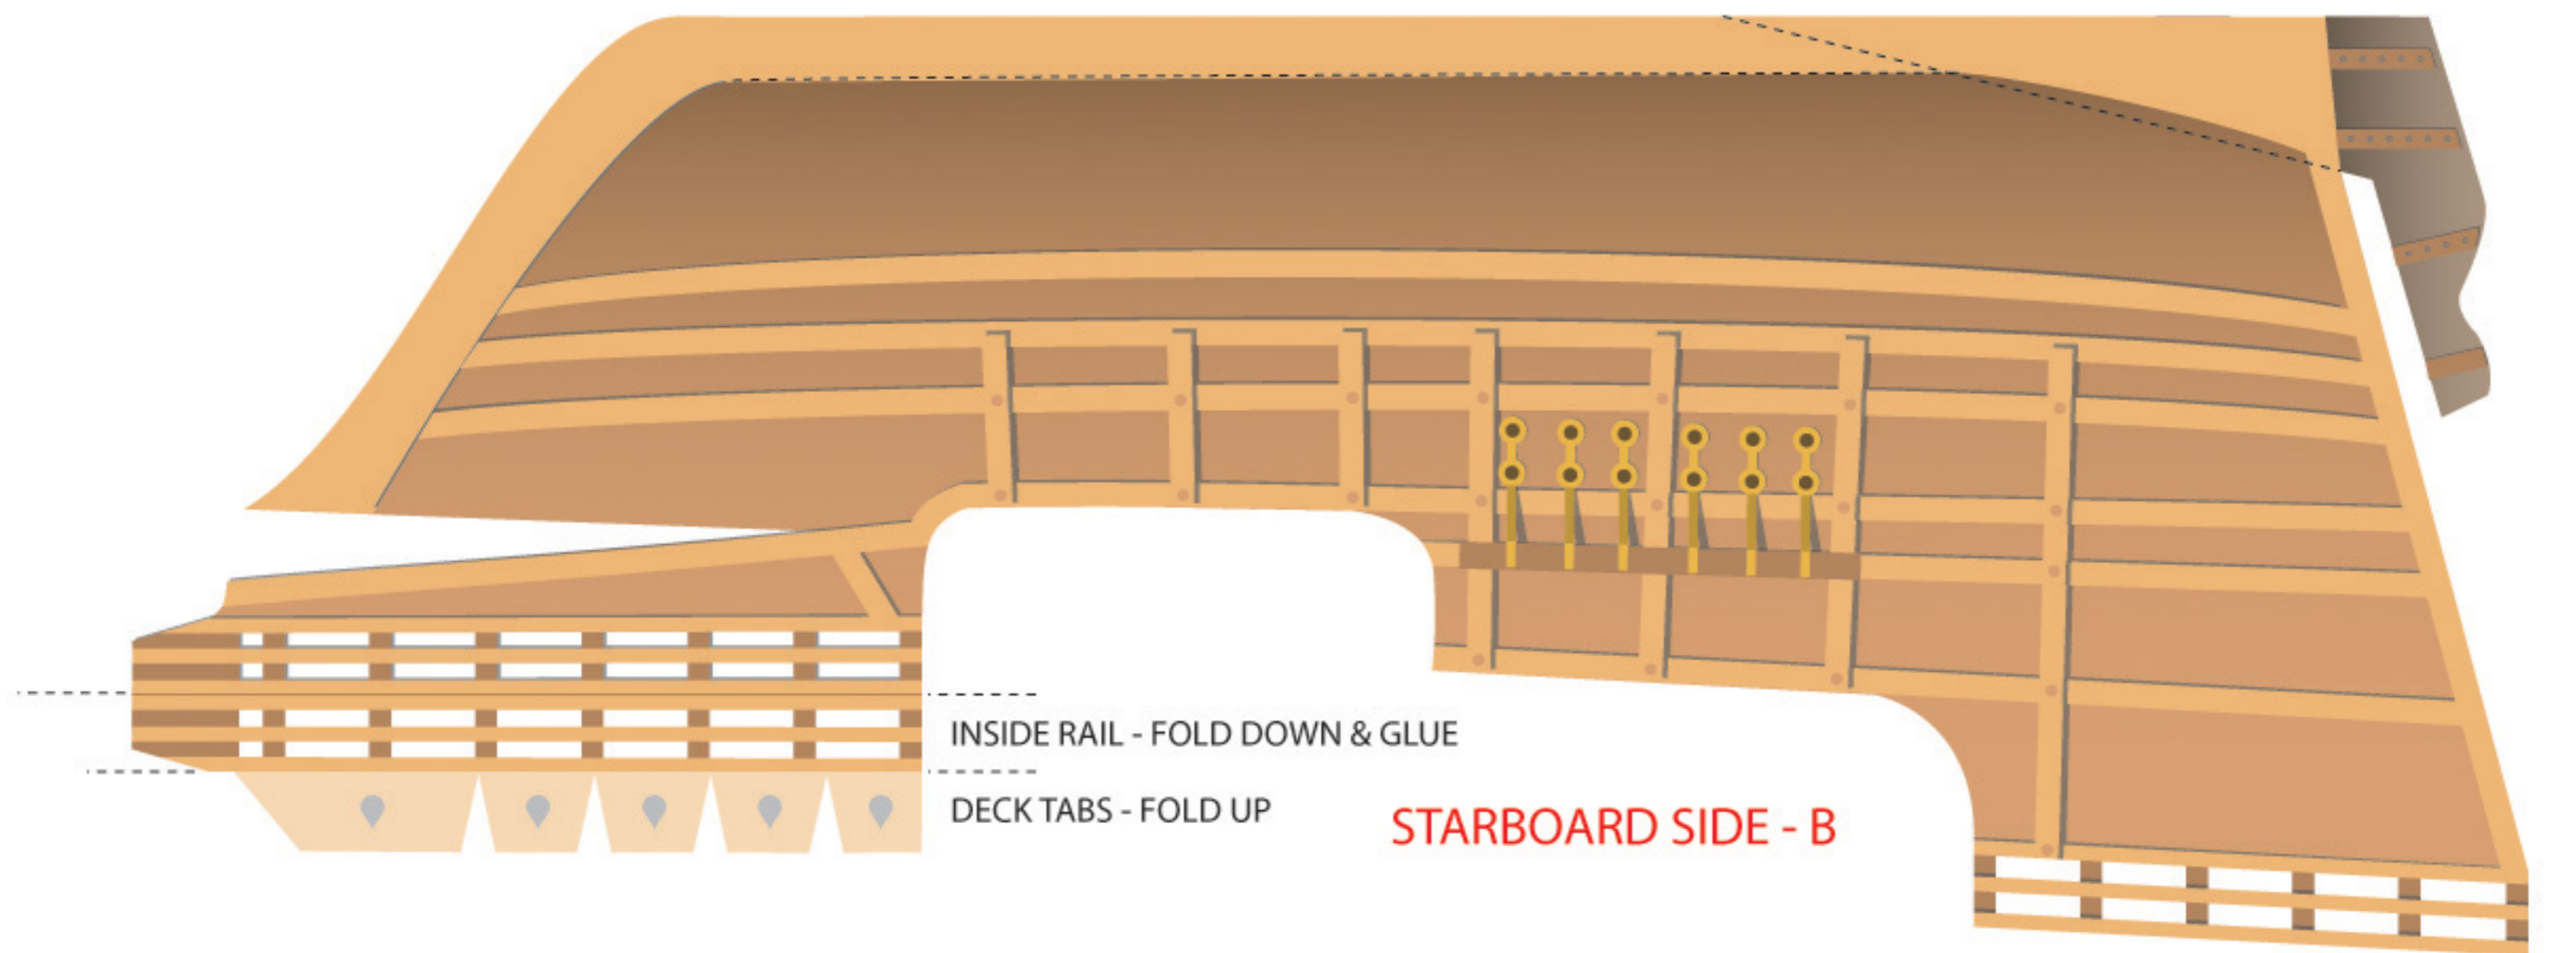 INSIDE RAIL - FOLD DOWN & GLUE
DECK TABS - FOLD UP
STARBOARD SIDE - B